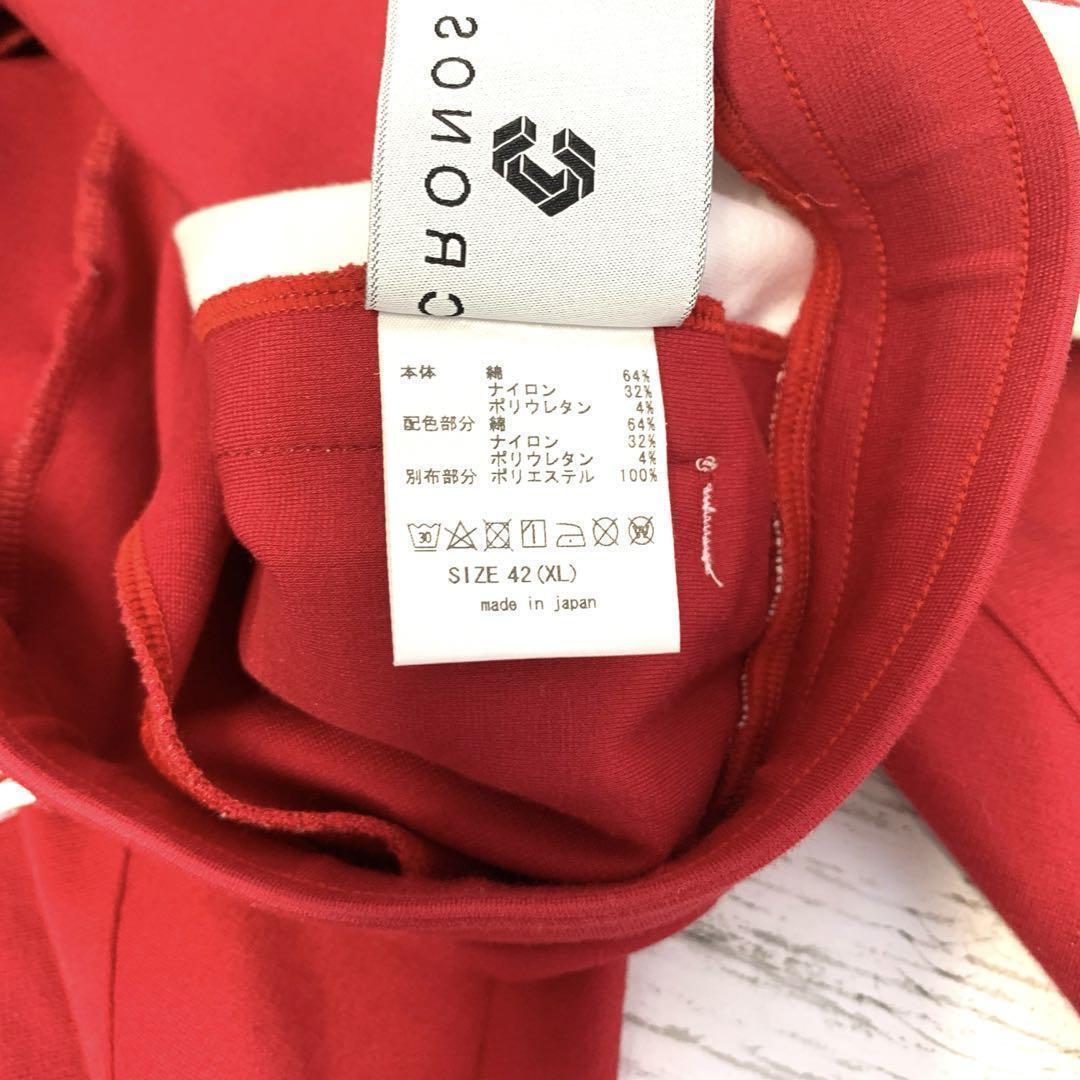 CRONOS
本体 綿 64%
ナイロン 32%
ポリウレタン 4%
配色部分 綿 64%
ナイロン 32%
ポリウレタン 4%
別布部分 ポリエステル 100%
30
SIZE 42(XL)
made in japan